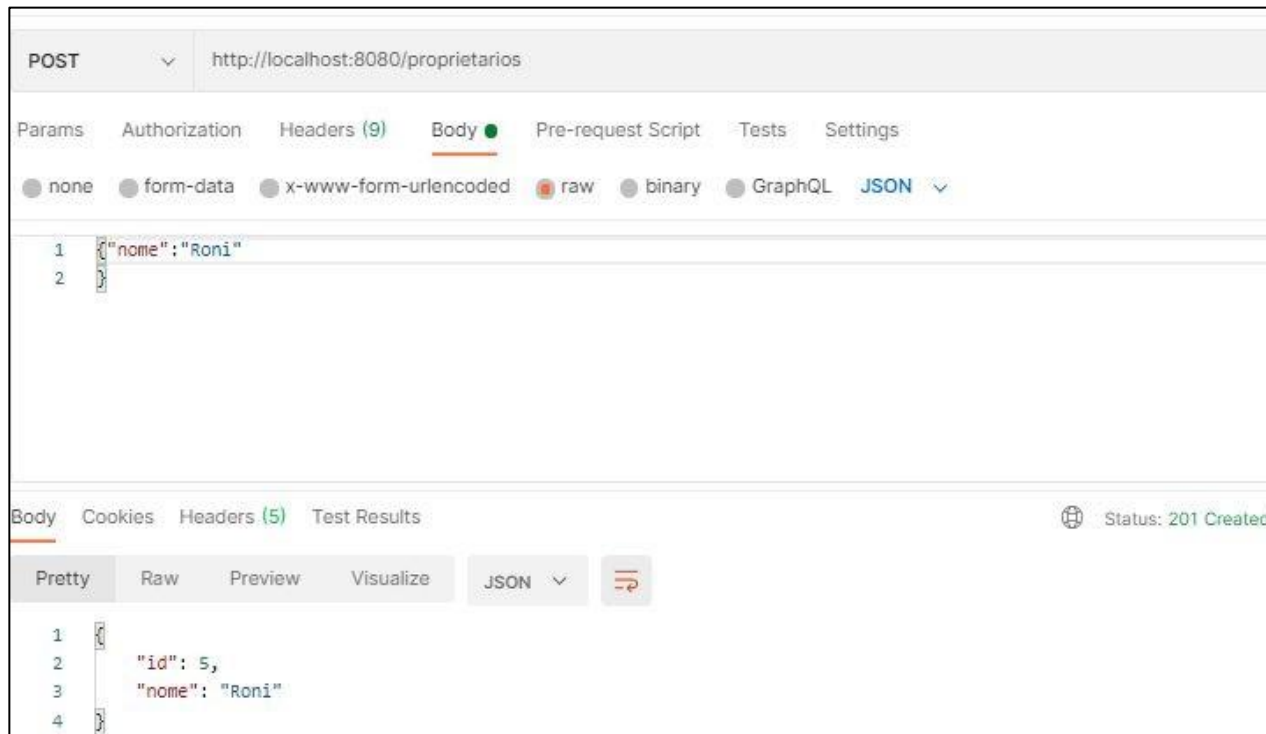 POST http://localhost:8080/proprietarios
Params Authorization Headers (9) Body Pre-request Script Tests Settings
none form-data x-www-form-urlencoded raw binary GraphQL JSON
1 {"nome":"Roni"
2 }
Body Cookies Headers (5) Test Results Status: 201 Created
Pretty Raw Preview Visualize JSON
1 {
2 "id": 5,
3 "nome": "Roni"
4 }